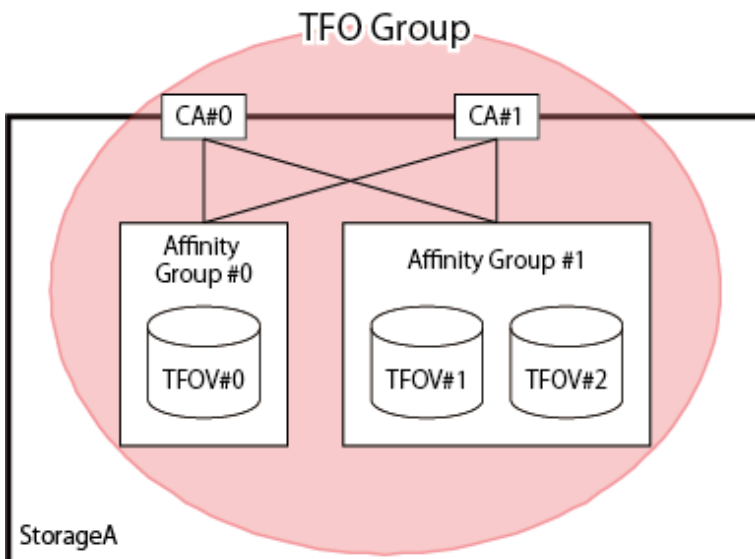 TFO Group
CA#0
CA#1
Affinity
Group #0
Affinity Group #1
TFOV#0
TFOV#1
TFOV#2
StorageA